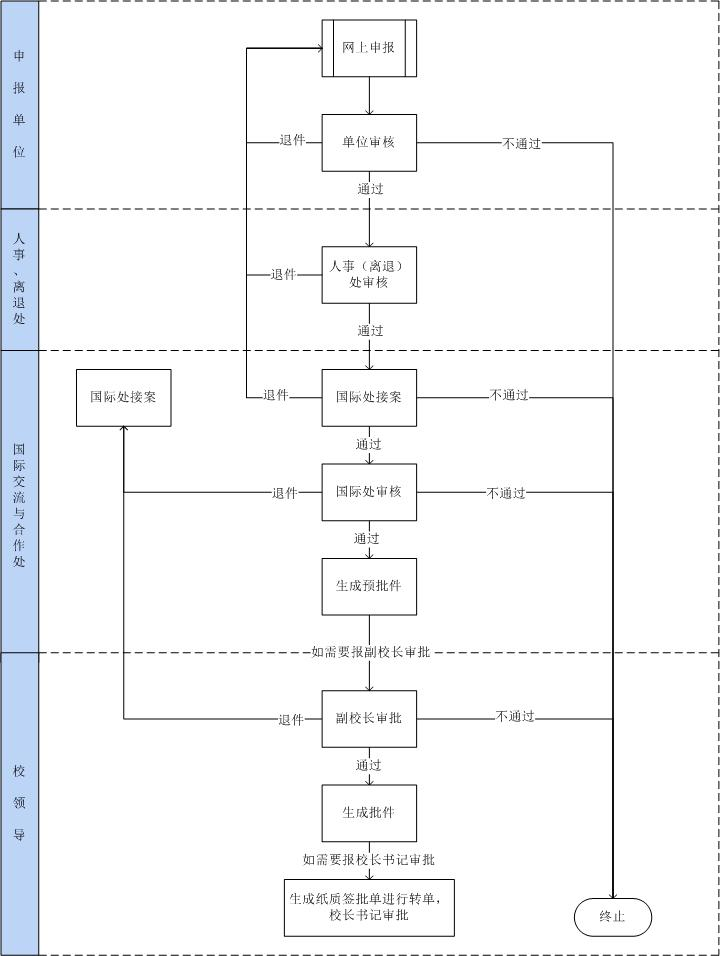 申报单位
网上申报
退件
单位审核
不通过
通过
人事、离退处
退件
人事（离退）
处审核
通过
国际交流与合作处
国际处接案
退件
国际处接案
不通过
通过
退件
国际处审核
不通过
通过
生成预批件
如需要报副校长审批
校领导
退件
副校长审批
不通过
通过
生成批件
如需要报校长书记审批
生成纸质签批单进行转单，
校长书记审批
终止